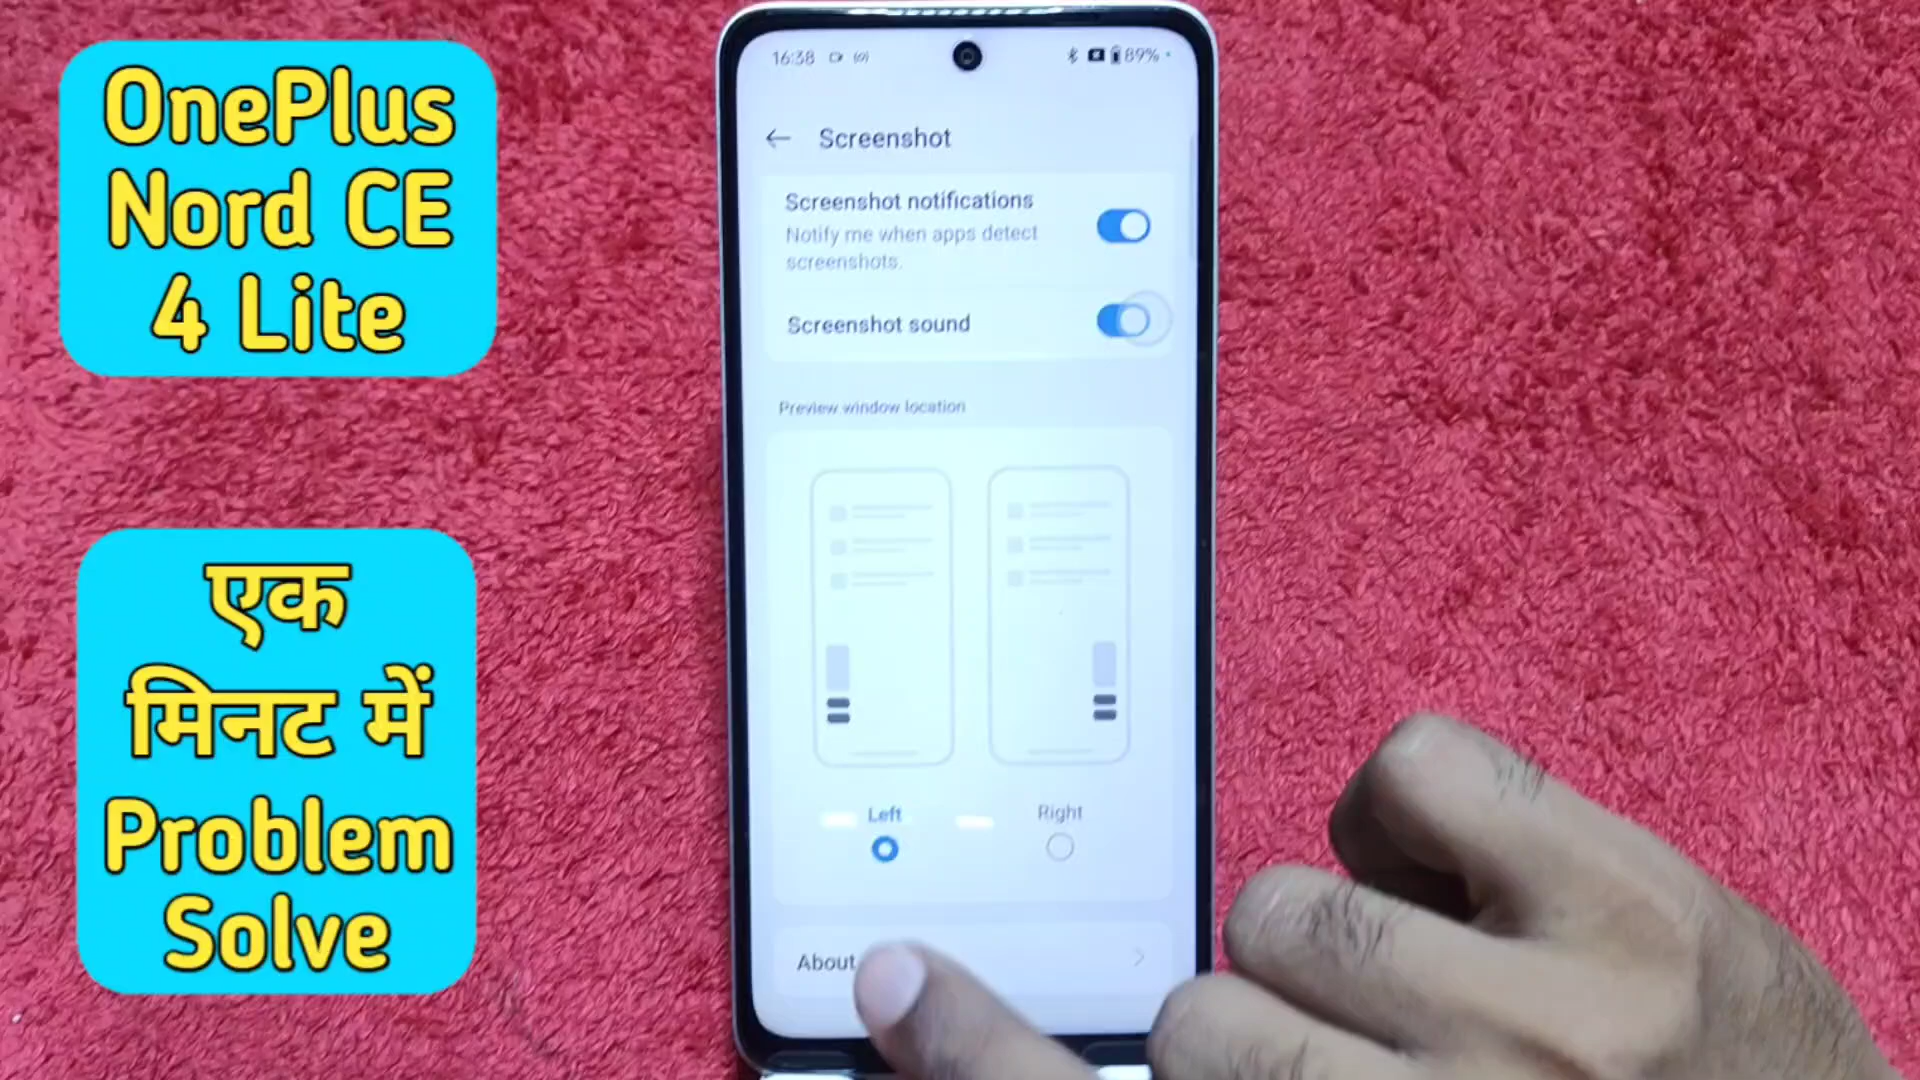 OnePlus
Nord CE
4 Lite
एक
मिनट में
Problem
Solve
16:38
89%
Screenshot
Screenshot notifications
Notify me when apps detect
screenshots.
Screenshot sound
Preview window location
Left
Right
About